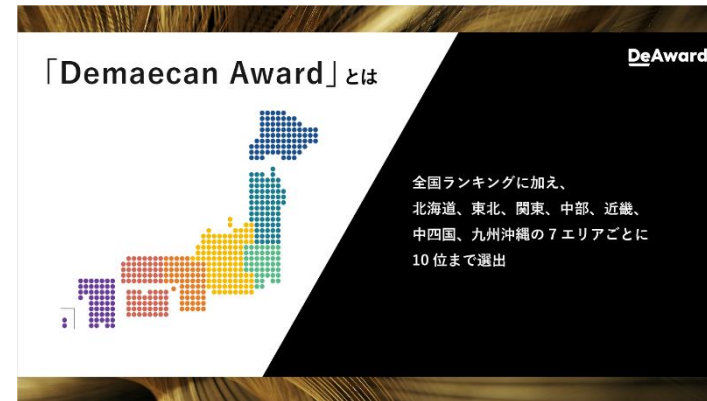 「Demaecan Award」とは
DeAward
全国ランキングに加え、
北海道、東北、関東、中部、近畿、
中四国、九州沖縄の7エリアごとに
10位まで選出